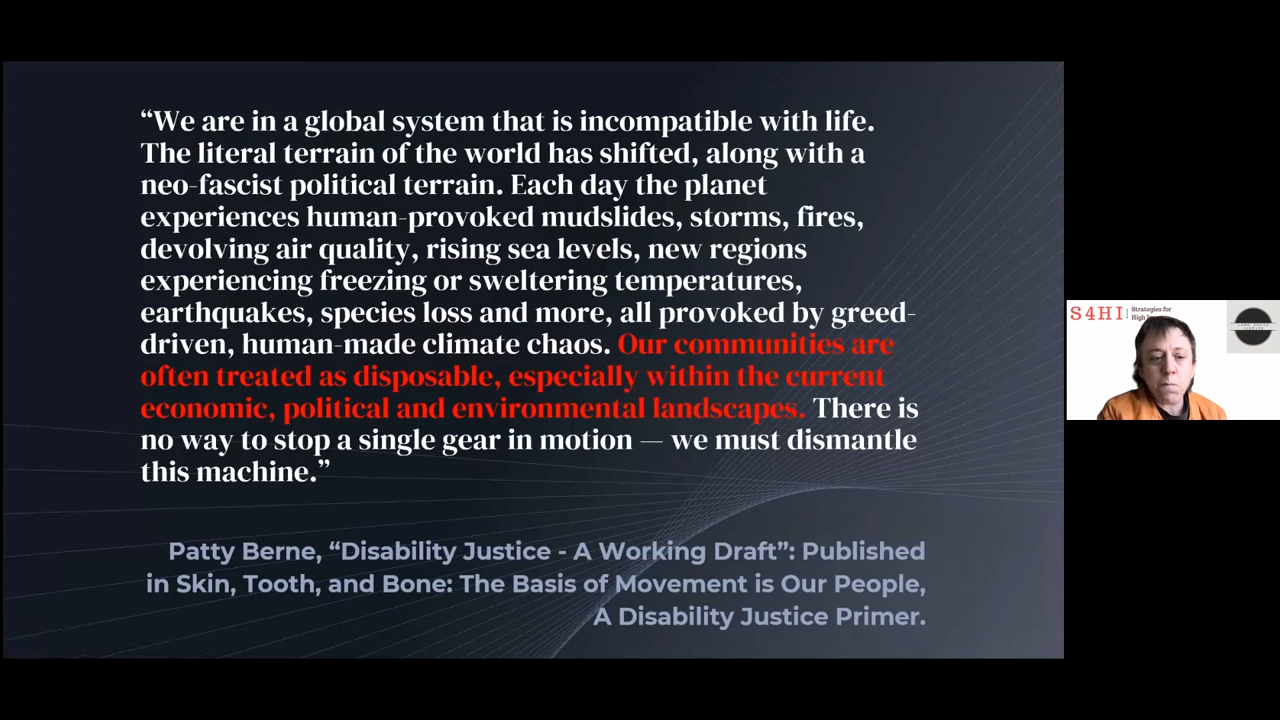 “We are in a global system that is incompatible with life.
The literal terrain of the world has shifted, along with a
neo-fascist political terrain. Each day the planet
experiences human-provoked mudslides, storms, fires,
devolving air quality, rising sea levels, new regions
experiencing freezing or sweltering temperatures,
earthquakes, species loss and more, all provoked by greed-
driven, human-made climate chaos. Our communities are
often treated as disposable, especially within the current
economic, political and environmental landscapes. There is
no way to stop a single gear in motion — we must dismantle
this machine.”
Patty Berne, “Disability Justice - A Working Draft”: Published
in Skin, Tooth, and Bone: The Basis of Movement is Our People,
A Disability Justice Primer.
S4HI
Strategies for
High